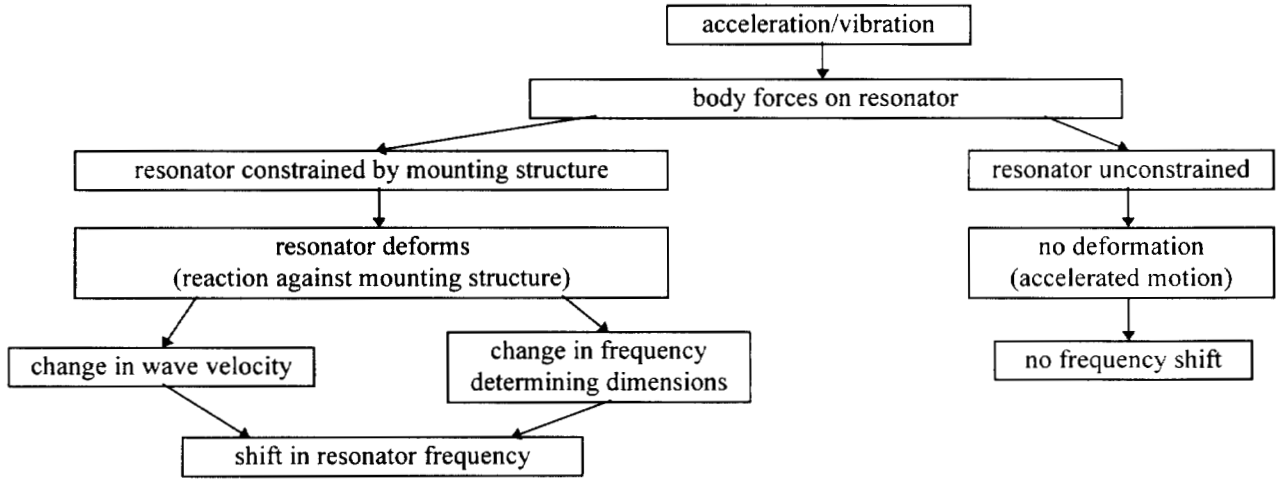 acceleration/vibration
body forces on resonator
resonator constrained by mounting structure
resonator unconstrained
resonator deforms
(reaction against mounting structure)
no deformation
(accelerated motion)
change in wave velocity
change in frequency
determining dimensions
no frequency shift
shift in resonator frequency